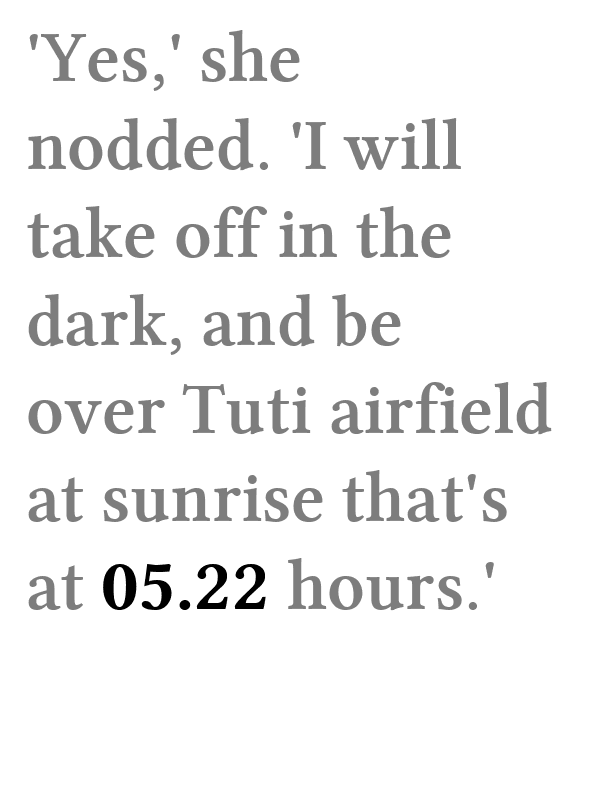 'Yes,' she
nodded. 'I will
take off in the
dark, and be
over Tuti airfield
at sunrise that's
at 05.22 hours.'